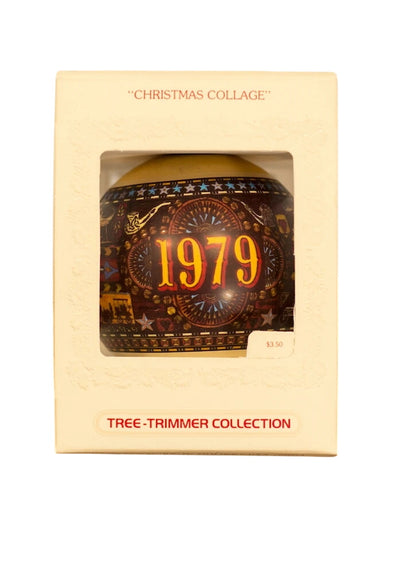 "CHRISTMAS COLLAGE"
1979
$3.50
TREE-TRIMMER COLLECTION